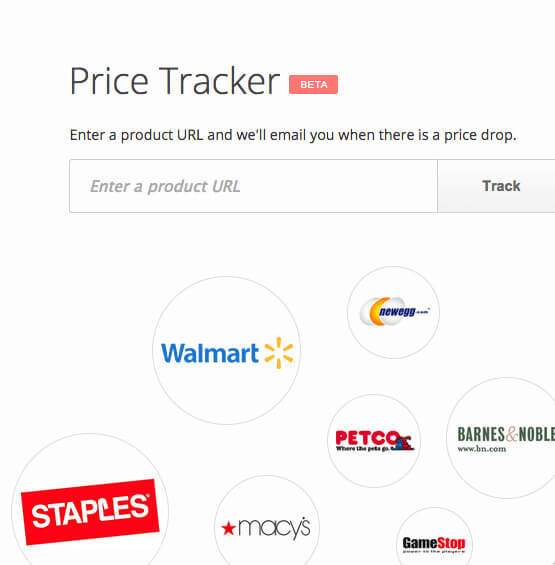 Price Tracker BETA
Enter a product URL and we'll email you when there is a price drop.
Enter a product URL Track
newegg.com
Walmart
PETCO
Where the pets go.
BARNES&NOBLE
www.bn.com
STAPLES
macy's
GameStop
power to the players